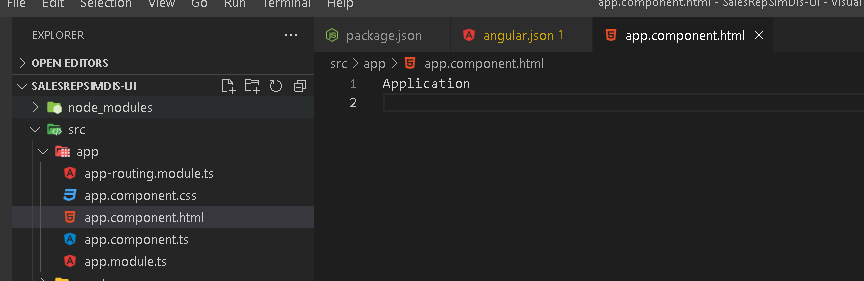 File Edit Selection View Go Run Terminal Help app.component.html - SalesRepSimDis-UI - Visual
EXPLORER ...
package.json angular.json 1 app.component.html
OPEN EDITORS
src > app > app.component.html
SALESREPSIMDIS-UI
1 Application
2
node_modules
src
app
app-routing.module.ts
app.component.css
app.component.html
app.component.ts
app.module.ts